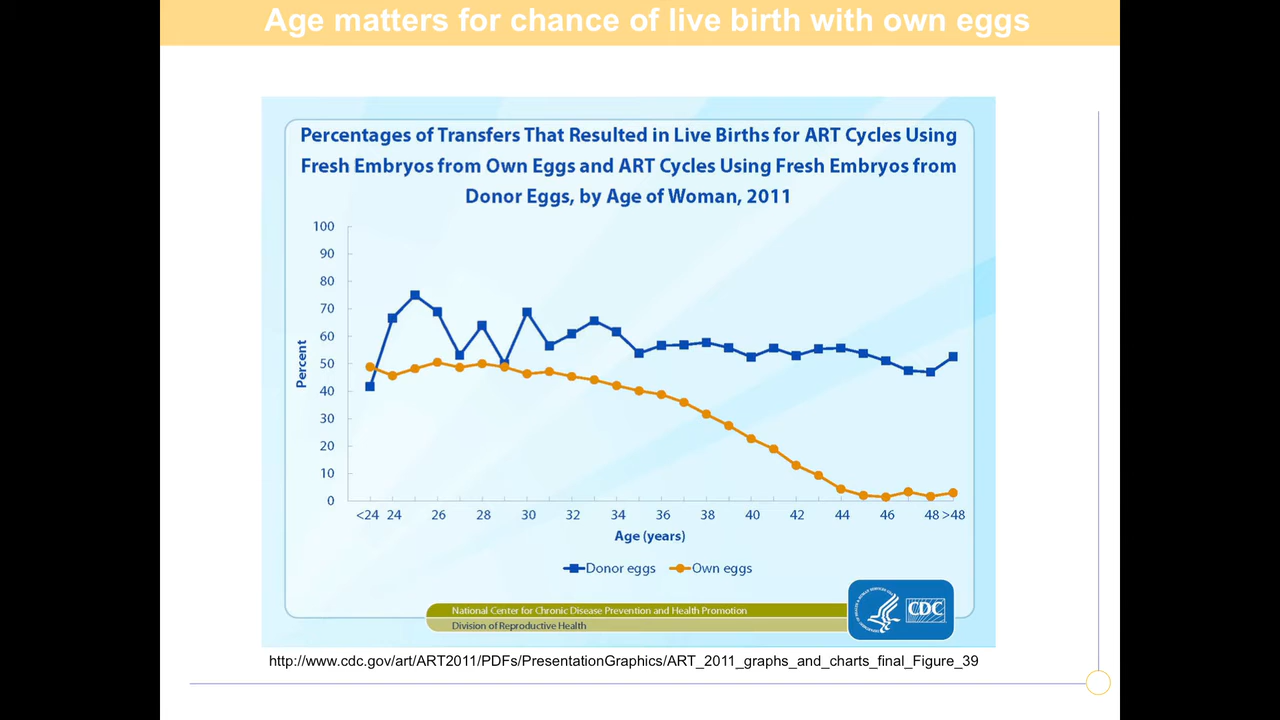 Age matters for chance of live birth with own eggs
Percentages of Transfers That Resulted in Live Births for ART Cycles Using
Fresh Embryos from Own Eggs and ART Cycles Using Fresh Embryos from
Donor Eggs, by Age of Woman, 2011
100
90
80
70
60
50
40
30
20
10
0
Percent
<24 24 26 28 30 32 34 36 38 40 42 44 46 48 >48
Age (years)
Donor eggs Own eggs
National Center for Chronic Disease Prevention and Health Promotion
Division of Reproductive Health
CDC
http://www.cdc.gov/art/ART2011/PDFs/PresentationGraphics/ART_2011_graphs_and_charts_final_Figure_39